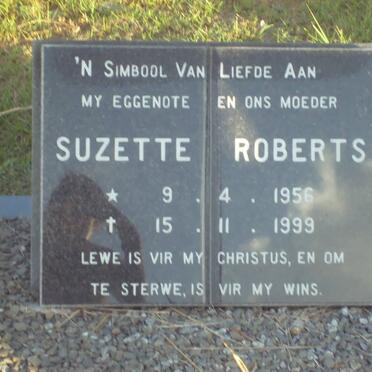 'N SIMBOOL VAN LIEFDE AAN
MY EGGENOTE EN ONS MOEDER
SUZETTE ROBERTS
★ 9 . 4 . 1956
† 15 . 11 . 1999
LEWE IS VIR MY CHRISTUS, EN OM
TE STERWE, IS VIR MY WINS.